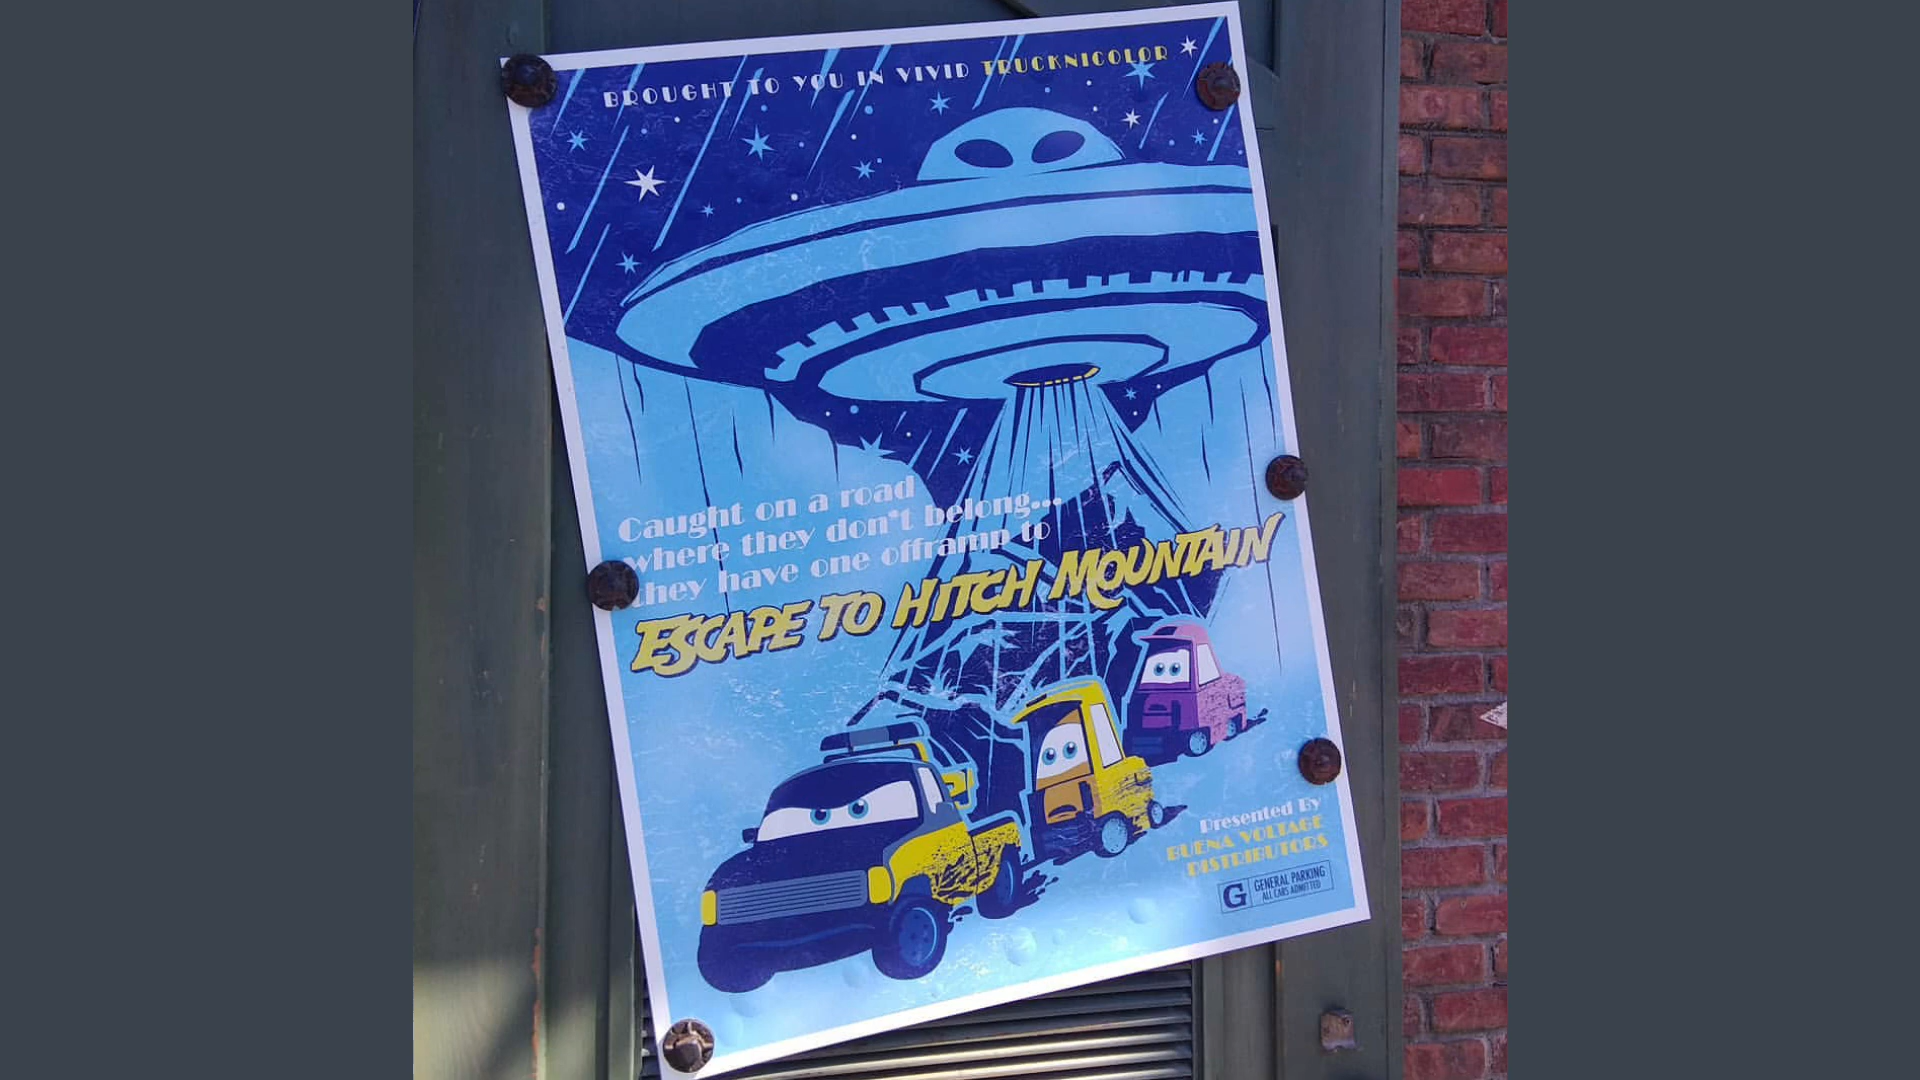 BROUGHT TO YOU IN VIVID TRUCKNICOLOR
Caught on a road
where they don't belong...
they have one offramp to
ESCAPE TO HITCH MOUNTAIN
Presented By
BUENA VOLTAGE
DISTRIBUTORS
G GENERAL PARKING
ALL CARS ADMITTED